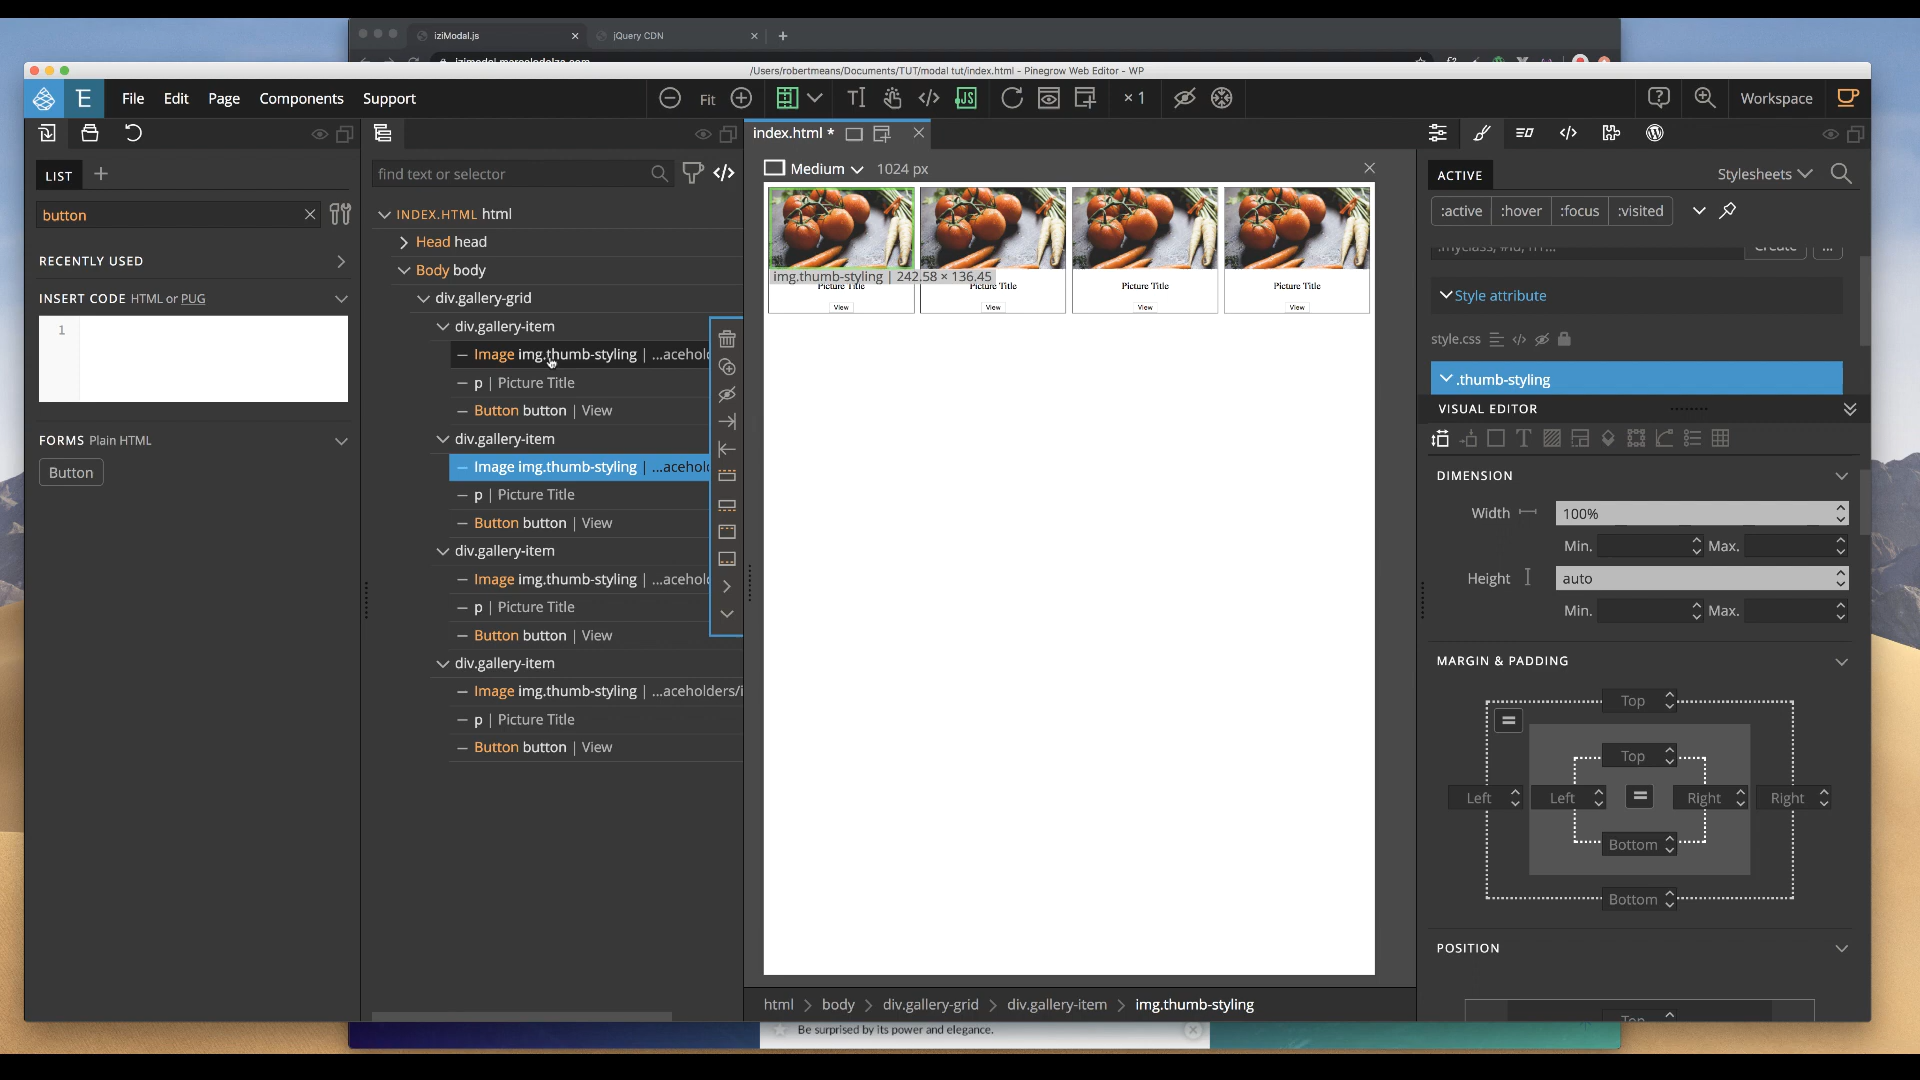 iziModal.js
jQuery CDN
/Users/robertmeans/Documents/TUT/modal tut/index.html - Pinegrow Web Editor - WP
E
File
Edit
Page
Components
Support
Fit
JS
× 1
Workspace
LIST
button
RECENTLY USED
INSERT CODE HTML or PUG
1
FORMS Plain HTML
Button
find text or selector
INDEX.HTML html
Head head
Body body
div.gallery-grid
div.gallery-item
Image img.thumb-styling | ...acehold
p | Picture Title
Button button | View
div.gallery-item
Image img.thumb-styling | ...acehold
p | Picture Title
Button button | View
div.gallery-item
Image img.thumb-styling | ...acehold
p | Picture Title
Button button | View
div.gallery-item
Image img.thumb-styling | ...aceholders/i
p | Picture Title
Button button | View
index.html *
Medium
1024 px
img.thumb-styling | 242.58 × 136.45
Picture Title
Picture Title
Picture Title
Picture Title
View
View
View
View
html > body > div.gallery-grid > div.gallery-item > img.thumb-styling
Be surprised by its power and elegance.
ACTIVE
Stylesheets
:active
:hover
:focus
:visited
Create
Style attribute
style.css
.thumb-styling
VISUAL EDITOR
DIMENSION
Width
100%
Min.
Max.
Height
auto
Min.
Max.
MARGIN & PADDING
Top
Top
Left
Left
Right
Right
Bottom
Bottom
POSITION
Top